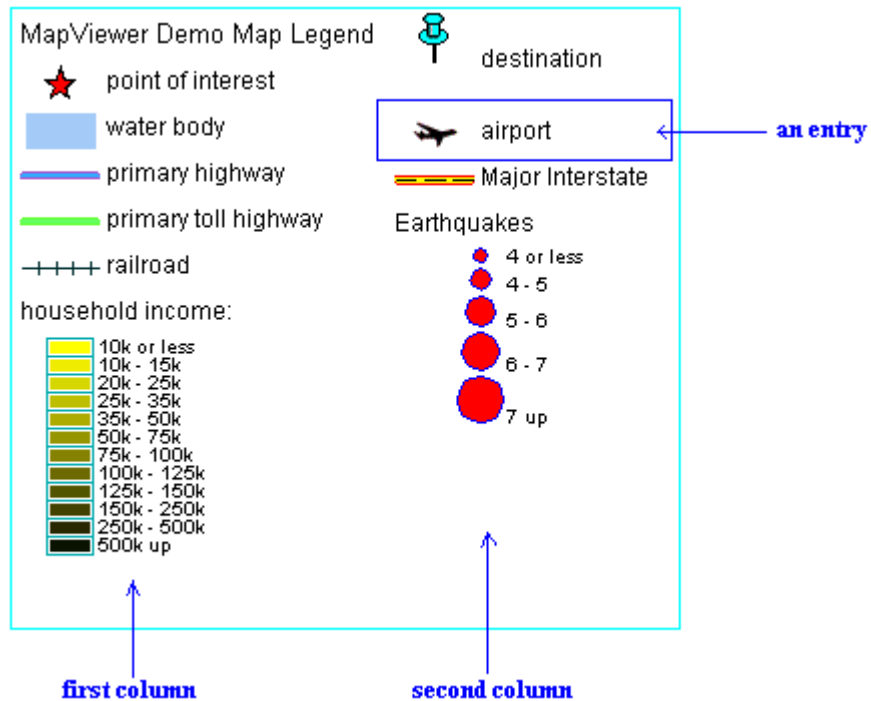 MapViewer Demo Map Legend
point of interest
water body
primary highway
primary toll highway
railroad
household income:
10k or less
10k - 15k
20k - 25k
25k - 35k
35k - 50k
50k - 75k
75k - 100k
100k - 125k
125k - 150k
150k - 250k
250k - 500k
500k up
destination
airport
an entry
Major Interstate
Earthquakes
4 or less
4 - 5
5 - 6
6 - 7
7 up
first column
second column